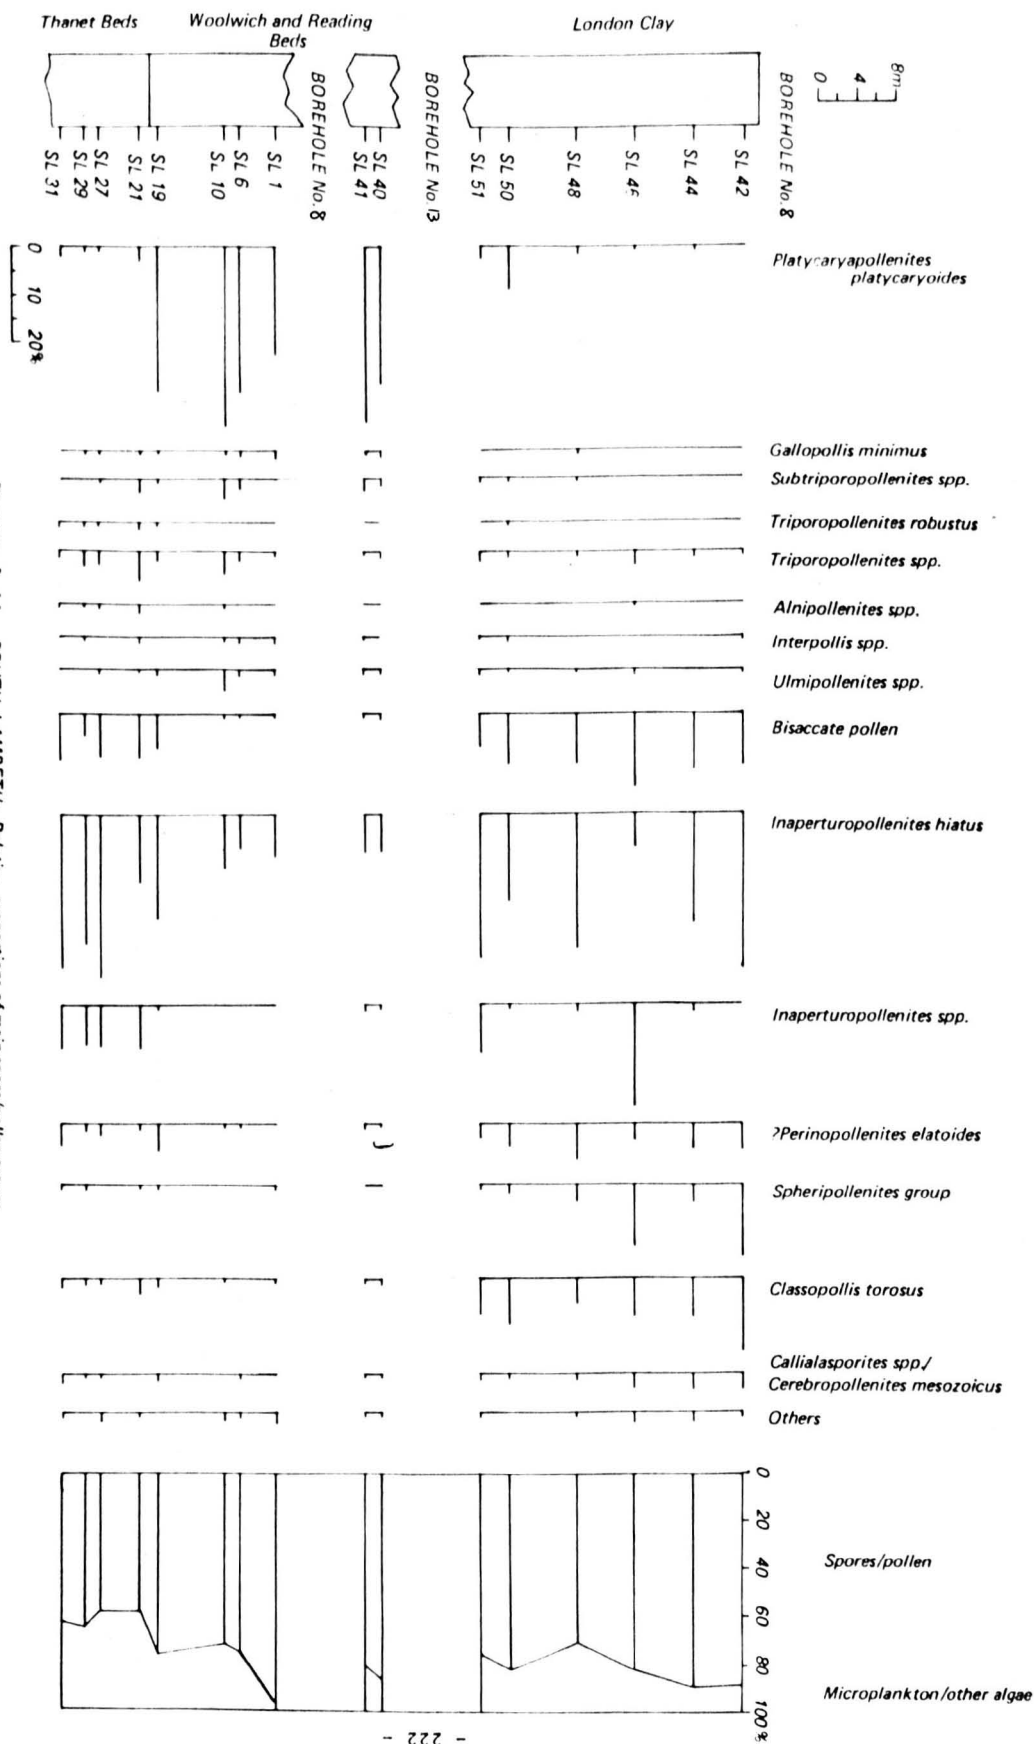 Thanet Beds
Woolwich and Reading
Beds
London Clay
BOREHOLE No. 8
BOREHOLE No. 13
BOREHOLE No. 8
0 4 8m
SL 31
SL 29
SL 27
SL 21
SL 19
SL 10
SL 6
SL 1
SL 41
SL 40
SL 51
SL 50
SL 48
SL 44
SL 42
0 10 20%
Platycaryapollenites
platycaryoides
Gallopollis minimus
Subtriporopollenites spp.
Triporopollenites robustus
Triporopollenites spp.
Alnipollenites spp.
Interpollis spp.
Ulmipollenites spp.
Bisaccate pollen
Inaperturopollenites hiatus
Inaperturopollenites spp.
?Perinopollenites elatoides
Spheripollenites group
Classopollis torosus
Callialasporites spp./
Cerebropollenites mesozoicus
Others
0 20 40 60 80 100%
Spores/pollen
Microplankton/other algae
- 222 -